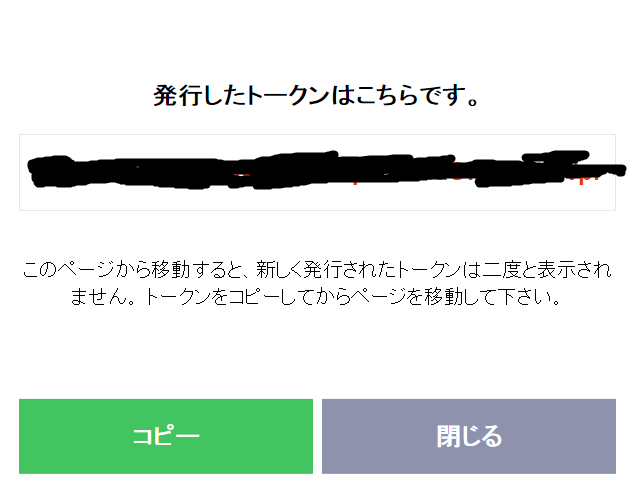 発行したトークンはこちらです。
このページから移動すると、新しく発行されたトークンは二度と表示され
ません。トークンをコピーしてからページを移動して下さい。
コピー
閉じる